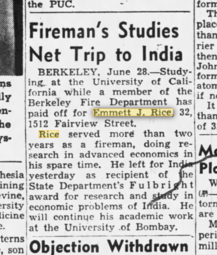 the PUC.
Fireman's Studies
Net Trip to India
BERKELEY, June 28.—Study-
ing at the University of Cali-
fornia while a member of the
Berkeley Fire Department has
paid off for Emmett J. Rice 32,
1512 Fairview Street.
Rice served more than two
years as a fireman, doing re-
search in advanced economics in
his spare time. He left for India
yesterday as recipient of the
State Department's Fulbright
award for research and study in
economic problems of India. He
will continue his academic work
at the University of Bombay.
Objection Withdrawn